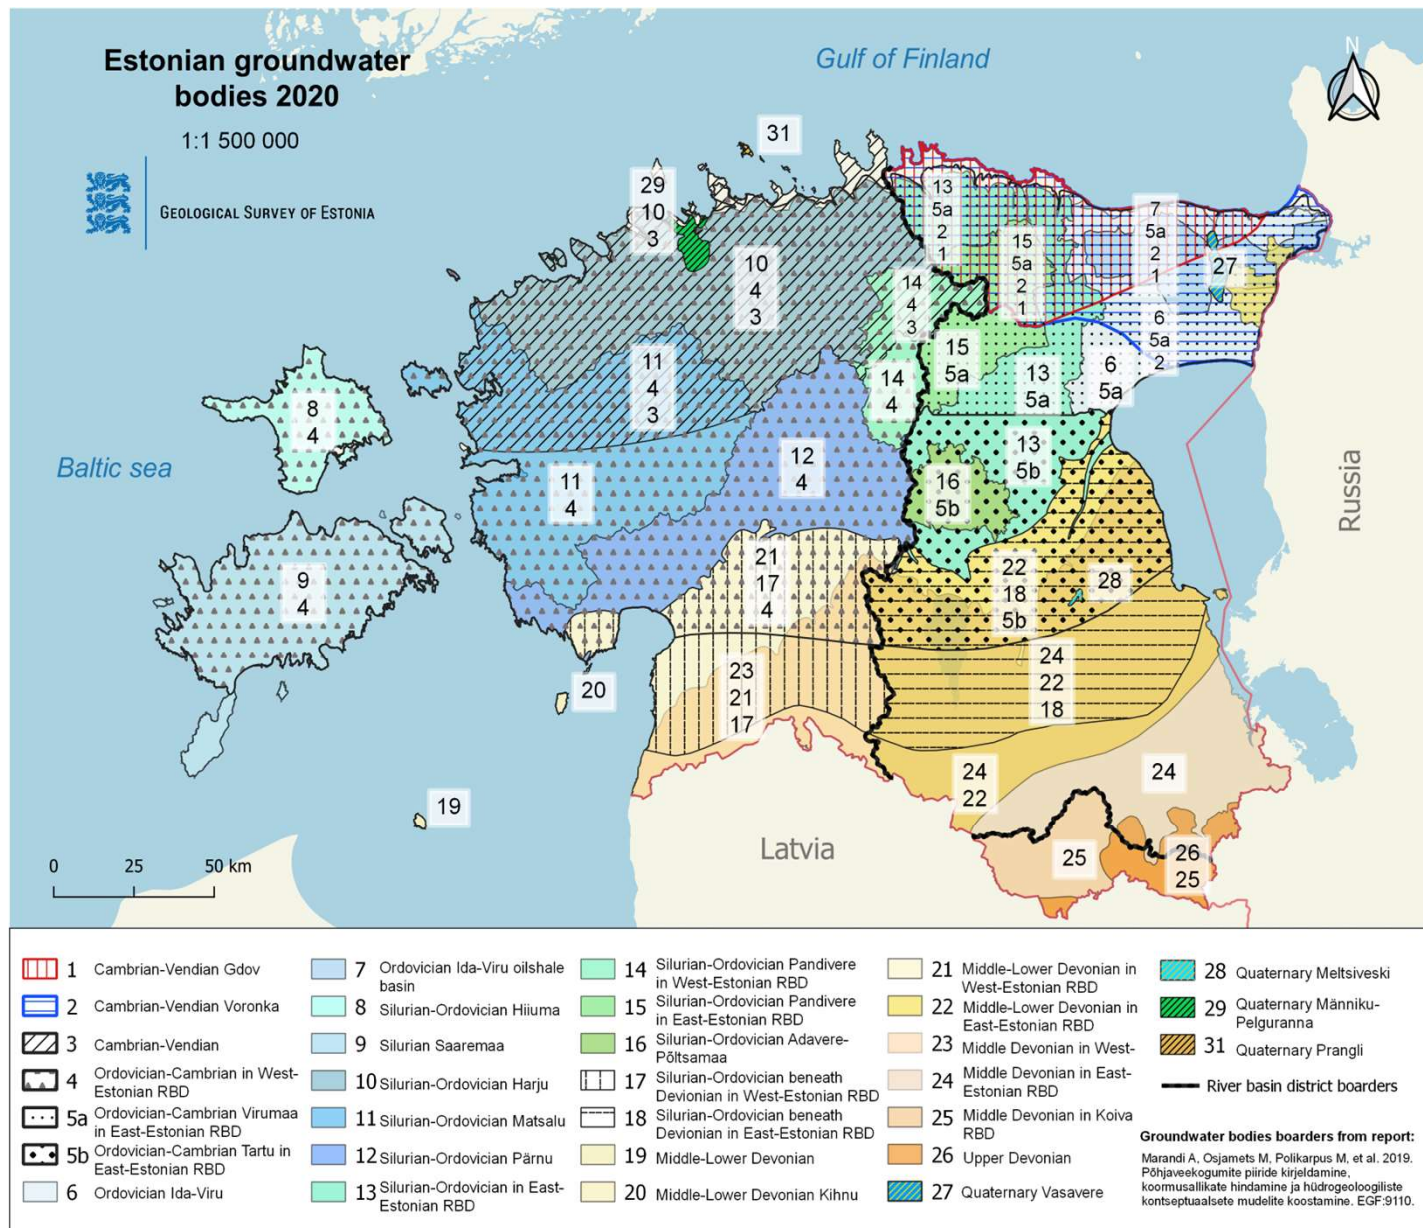 Estonian groundwater
bodies 2020
1:1 500 000
GEOLOGICAL SURVEY OF ESTONIA
Gulf of Finland
N
Baltic sea
Russia
Latvia
31
29
10
3
10
4
3
13
5a
2
1
15
5a
2
1
7
5a
2
1
27
14
4
3
6
5a
2
11
4
3
15
5a
13
5a
6
5a
14
4
8
4
12
4
13
5b
11
4
16
5b
9
4
21
17
4
22
18
5b
28
20
23
21
17
24
22
18
24
22
24
19
25
26
25
0 25 50 km
1 Cambrian-Vendian Gdov
2 Cambrian-Vendian Voronka
3 Cambrian-Vendian
4 Ordovician-Cambrian in West-
Estonian RBD
5a Ordovician-Cambrian Virumaa
in East-Estonian RBD
5b Ordovician-Cambrian Tartu in
East-Estonian RBD
6 Ordovician Ida-Viru
7 Ordovician Ida-Viru oilshale
basin
8 Silurian-Ordovician Hiiuma
9 Silurian Saaremaa
10 Silurian-Ordovician Harju
11 Silurian-Ordovician Matsalu
12 Silurian-Ordovician Pärnu
13 Silurian-Ordovician in East-
Estonian RBD
14 Silurian-Ordovician Pandivere
in West-Estonian RBD
15 Silurian-Ordovician Pandivere
in East-Estonian RBD
16 Silurian-Ordovician Adavere-
Põltsamaa
17 Silurian-Ordovician beneath
Devonian in West-Estonian RBD
18 Silurian-Ordovician beneath
Devionian in East-Estonian RBD
19 Middle-Lower Devonian
20 Middle-Lower Devonian Kihnu
21 Middle-Lower Devonian in
West-Estonian RBD
22 Middle-Lower Devonian in
East-Estonian RBD
23 Middle Devonian in West-
24 Middle Devonian in East-
Estonian RBD
25 Middle Devonian in Koiva
RBD
26 Upper Devonian
27 Quaternary Vasavere
28 Quaternary Meltsiveski
29 Quaternary Männiku-
Pelguranna
31 Quaternary Prangli
River basin district boarders
Groundwater bodies boarders from report:
Marandi A, Osjamets M, Polikarpus M, et al. 2019.
Põhjaveekogumite piiride kirjeldamine,
koormusallikate hindamine ja hüdrogeoloogiliste
kontseptuaalsete mudelite koostamine. EGF:9110.